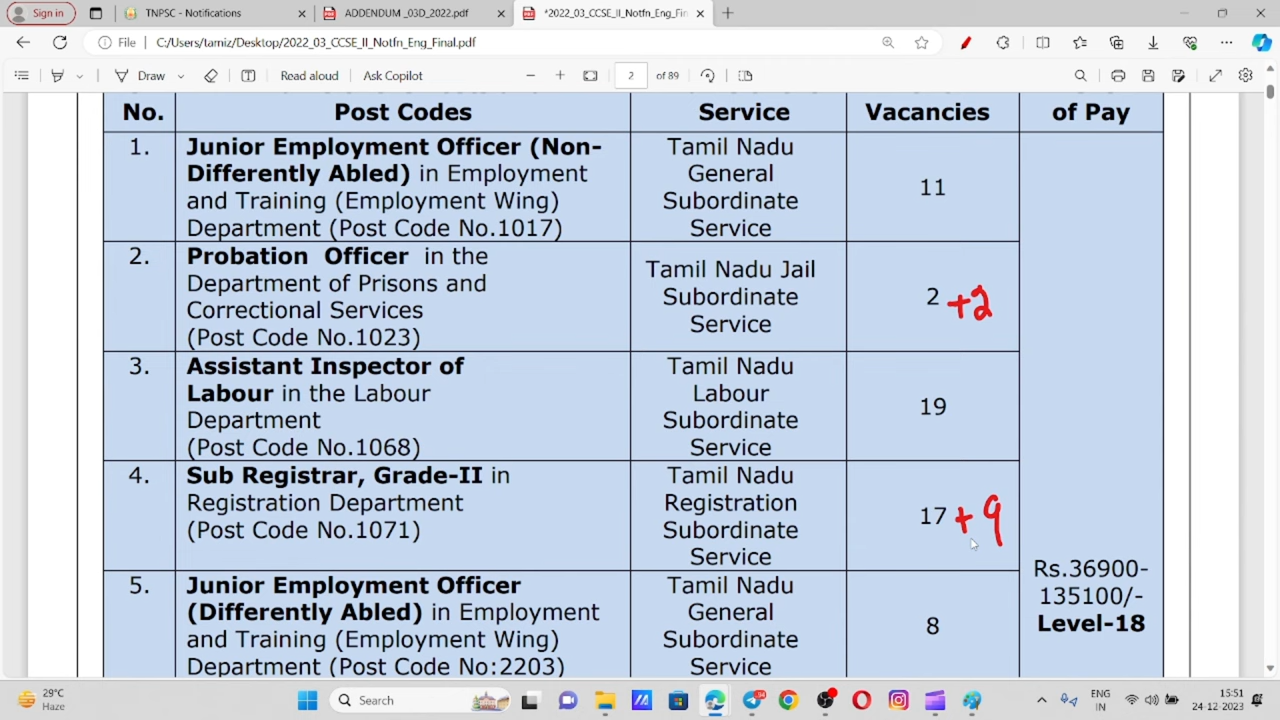 Sign in
TNPSC - Notifications
ADDENDUM _03D_2022.pdf
*2022_03_CCSE_II_Notfn_Eng_Fin
File
C:/Users/tamiz/Desktop/2022_03_CCSE_II_Notfn_Eng_Final.pdf
Draw
Read aloud
Ask Copilot
2
of 89
No.
Post Codes
Service
Vacancies
of Pay
1.
Junior Employment Officer (Non-
Differently Abled) in Employment
and Training (Employment Wing)
Department (Post Code No.1017)
Tamil Nadu
General
Subordinate
Service
11
2.
Probation Officer in the
Department of Prisons and
Correctional Services
(Post Code No.1023)
Tamil Nadu Jail
Subordinate
Service
2 +2
3.
Assistant Inspector of
Labour in the Labour
Department
(Post Code No.1068)
Tamil Nadu
Labour
Subordinate
Service
19
4.
Sub Registrar, Grade-II in
Registration Department
(Post Code No.1071)
Tamil Nadu
Registration
Subordinate
Service
17 + 9
5.
Junior Employment Officer
(Differently Abled) in Employment
and Training (Employment Wing)
Department (Post Code No:2203)
Tamil Nadu
General
Subordinate
Service
8
Rs.36900-
135100/-
Level-18
29°C
Haze
Search
ENG
IN
15:51
24-12-2023